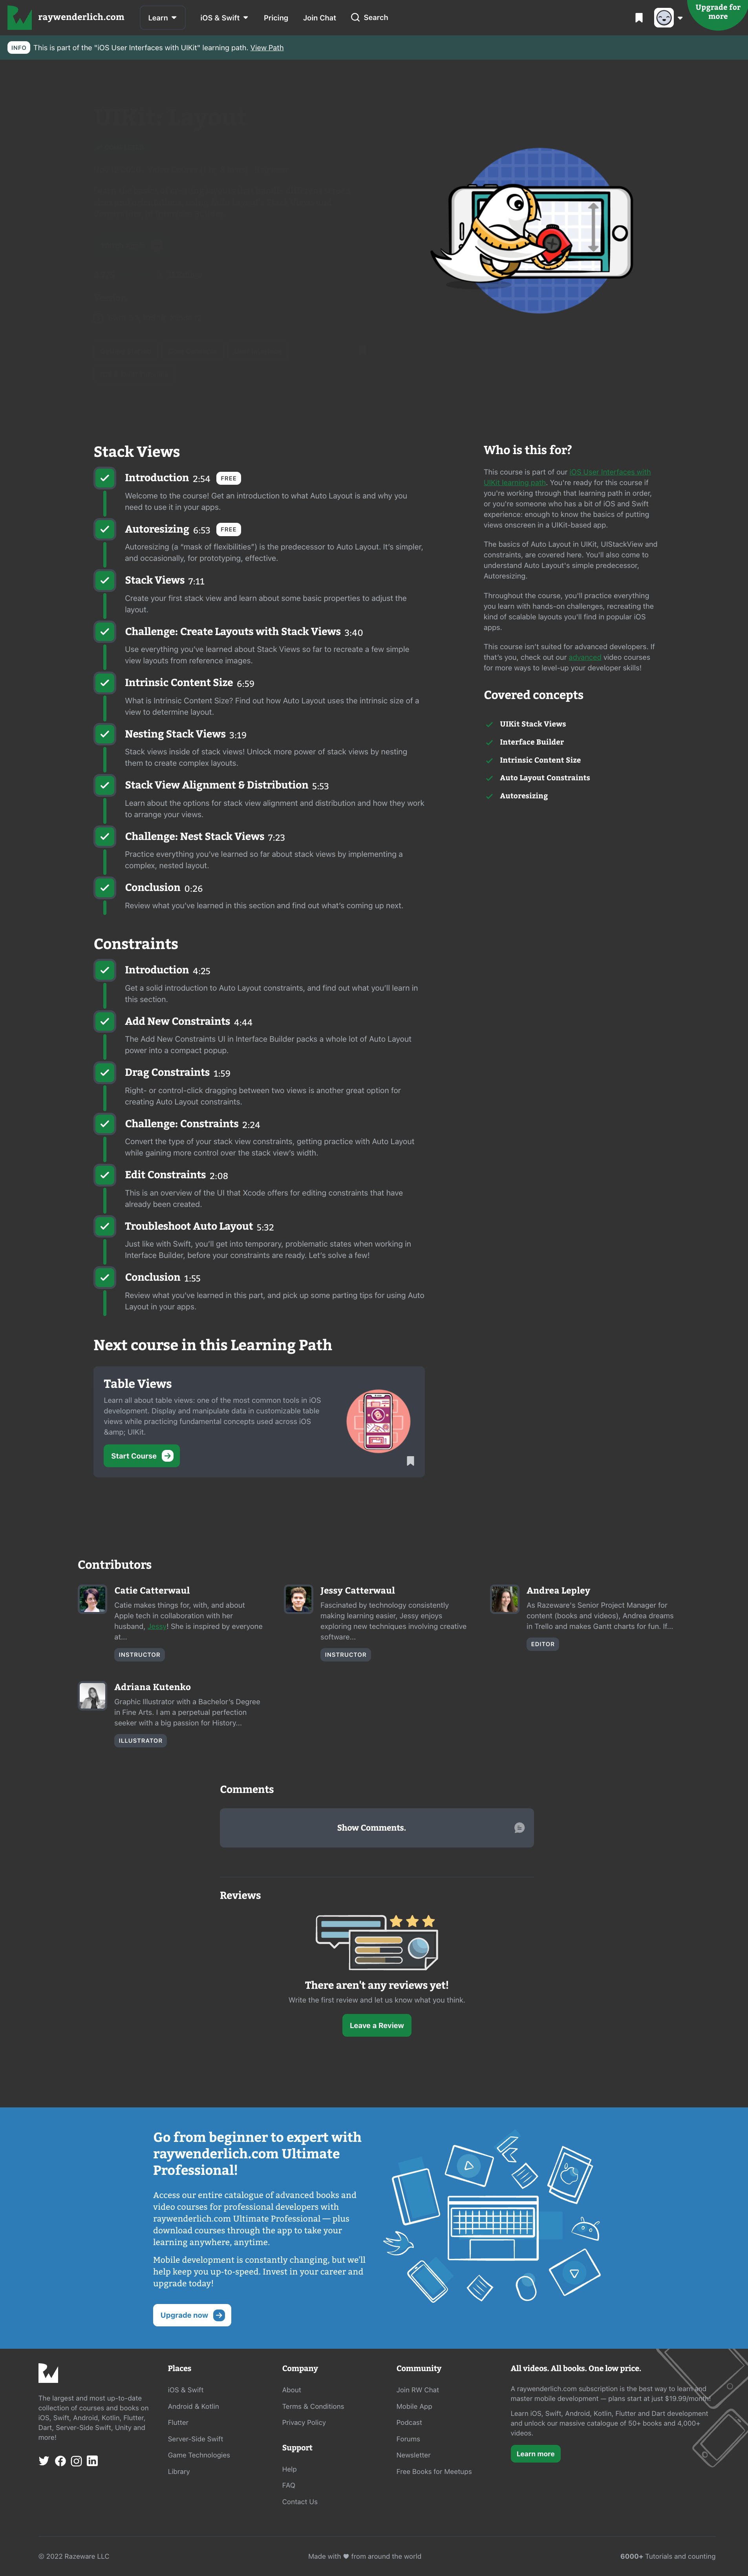 raywenderlich.com
Learn
iOS & Swift
Pricing
Join Chat
Search
Upgrade for
more
INFO
This is part of the "iOS User Interfaces with UIKit" learning path. View Path
UIKit Layout
Stack Views
Introduction 2:54 FREE
Welcome to the course! Get an introduction to what Auto Layout is and why you
need to use it in your apps.
Autoresizing 6:53 FREE
Autoresizing (a "mask of flexibilities") is the predecessor to Auto Layout. It's simpler,
and occasionally, for prototyping, effective.
Stack Views 7:11
Create your first stack view and learn about some basic properties to adjust the
layout.
Challenge: Create Layouts with Stack Views 3:40
Use everything you've learned about Stack Views so far to recreate a few simple
view layouts from reference images.
Intrinsic Content Size 6:59
What is Intrinsic Content Size? Find out how Auto Layout uses the intrinsic size of a
view to determine layout.
Nesting Stack Views 3:19
Stack views inside of stack views! Unlock more power of stack views by nesting
them to create complex layouts.
Stack View Alignment & Distribution 5:53
Learn about the options for stack view alignment and distribution and how they work
to arrange your views.
Challenge: Nest Stack Views 7:23
Practice everything you've learned so far about stack views by implementing a
complex, nested layout.
Conclusion 0:26
Review what you've learned in this section and find out what's coming up next.
Constraints
Introduction 4:25
Get a solid introduction to Auto Layout constraints, and find out what you'll learn in
this section.
Add New Constraints 4:44
The Add New Constraints UI in Interface Builder packs a whole lot of Auto Layout
power into a compact popup.
Drag Constraints 1:59
Right- or control-click dragging between two views is another great option for
creating Auto Layout constraints.
Challenge: Constraints 2:24
Convert the type of your stack view constraints, getting practice with Auto Layout
while gaining more control over the stack view's width.
Edit Constraints 2:08
This is an overview of the UI that Xcode offers for editing constraints that have
already been created.
Troubleshoot Auto Layout 5:32
Just like with Swift, you'll get into temporary, problematic states when working in
Interface Builder, before your constraints are ready. Let's solve a few!
Conclusion 1:55
Review what you've learned in this part, and pick up some parting tips for using Auto
Layout in your apps.
Who is this for?
This course is part of our iOS User Interfaces with
UIKit learning path. You're ready for this course if
you're working through that learning path in order,
or you're someone who has a bit of iOS and Swift
experience: enough to know the basics of putting
views onscreen in a UIKit-based app.
The basics of Auto Layout in UIKit, UIStackView and
constraints, are covered here. You'll also come to
understand Auto Layout's simple predecessor,
Autoresizing.
Throughout the course, you'll practice everything
you learn with hands-on challenges, recreating the
kind of scalable layouts you'll find in popular iOS
apps.
This course isn't suited for advanced developers. If
that's you, check out our advanced video courses
for more ways to level-up your developer skills!
Covered concepts
UIKit Stack Views
Interface Builder
Intrinsic Content Size
Auto Layout Constraints
Autoresizing
Next course in this Learning Path
Table Views
Learn all about table views: one of the most common tools in iOS
development. Display and manipulate data in customizable table
views while practicing fundamental concepts used across iOS
&amp; UIKit.
Start Course
Contributors
Catie Catterwaul
Catie makes things for, with, and about
Apple tech in collaboration with her
husband, Jessy! She is inspired by everyone
at...
INSTRUCTOR
Jessy Catterwaul
Fascinated by technology consistently
making learning easier, Jessy enjoys
exploring new techniques involving creative
software...
INSTRUCTOR
Andrea Lepley
As Razeware's Senior Project Manager for
content (books and videos), Andrea dreams
in Trello and makes Gantt charts for fun. If...
EDITOR
Adriana Kutenko
Graphic Illustrator with a Bachelor's Degree
in Fine Arts. I am a perpetual perfection
seeker with a big passion for History...
ILLUSTRATOR
Comments
Show Comments.
Reviews
There aren't any reviews yet!
Write the first review and let us know what you think.
Leave a Review
Go from beginner to expert with
raywenderlich.com Ultimate
Professional!
Access our entire catalogue of advanced books and
video courses for professional developers with
raywenderlich.com Ultimate Professional — plus
download courses through the app to take your
learning anywhere, anytime.
Mobile development is constantly changing, but we'll
help keep you up-to-speed. Invest in your career and
upgrade today!
Upgrade now
The largest and most up-to-date
collection of courses and books on
iOS, Swift, Android, Kotlin, Flutter,
Dart, Server-Side Swift, Unity and
more!
Places
iOS & Swift
Android & Kotlin
Flutter
Server-Side Swift
Game Technologies
Library
Company
About
Terms & Conditions
Privacy Policy
Support
Help
FAQ
Contact Us
Community
Join RW Chat
Mobile App
Podcast
Forums
Newsletter
Free Books for Meetups
All videos. All books. One low price.
A raywenderlich.com subscription is the best way to learn and
master mobile development — plans start at just $19.99/month!
Learn iOS, Swift, Android, Kotlin, Flutter and Dart development
and unlock our massive catalogue of 50+ books and 4,000+
videos.
Learn more
© 2022 Razeware LLC
Made with ♥ from around the world
6000+ Tutorials and counting